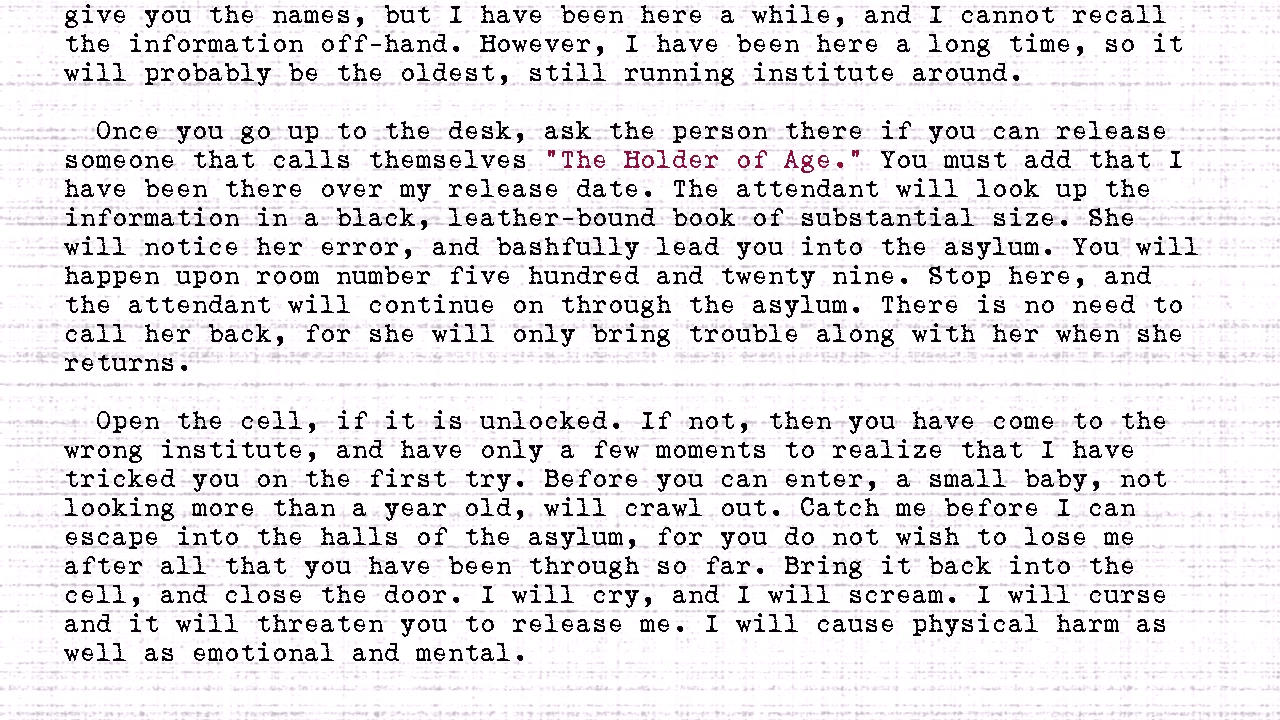 give you the names, but I have been here a while, and I cannot recall
the information off-hand. However, I have been here a long time, so it
will probably be the oldest, still running institute around.
Once you go up to the desk, ask the person there if you can release
someone that calls themselves "The Holder of Age." You must add that I
have been there over my release date. The attendant will look up the
information in a black, leather-bound book of substantial size. She
will notice her error, and bashfully lead you into the asylum. You will
happen upon room number five hundred and twenty nine. Stop here, and
the attendant will continue on through the asylum. There is no need to
call her back, for she will only bring trouble along with her when she
returns.
Open the cell, if it is unlocked. If not, then you have come to the
wrong institute, and have only a few moments to realize that I have
tricked you on the first try. Before you can enter, a small baby, not
looking more than a year old, will crawl out. Catch me before I can
escape into the halls of the asylum, for you do not wish to lose me
after all that you have been through so far. Bring it back into the
cell, and close the door. I will cry, and I will scream. I will curse
and it will threaten you to release me. I will cause physical harm as
well as emotional and mental.